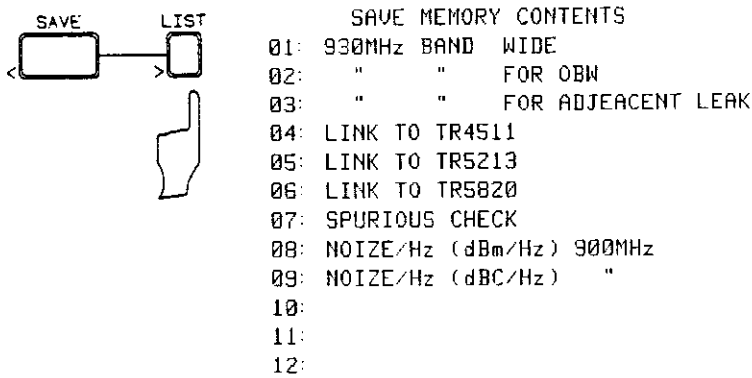 SAVE LIST
SAVE MEMORY CONTENTS
01: 930MHz BAND WIDE
02: " " FOR OBW
03: " " FOR ADJEACENT LEAK
04: LINK TO TR4511
05: LINK TO TR5213
06: LINK TO TR5820
07: SPURIOUS CHECK
08: NOIZE/Hz (dBm/Hz) 900MHz
09: NOIZE/Hz (dBC/Hz) "
10:
11:
12: